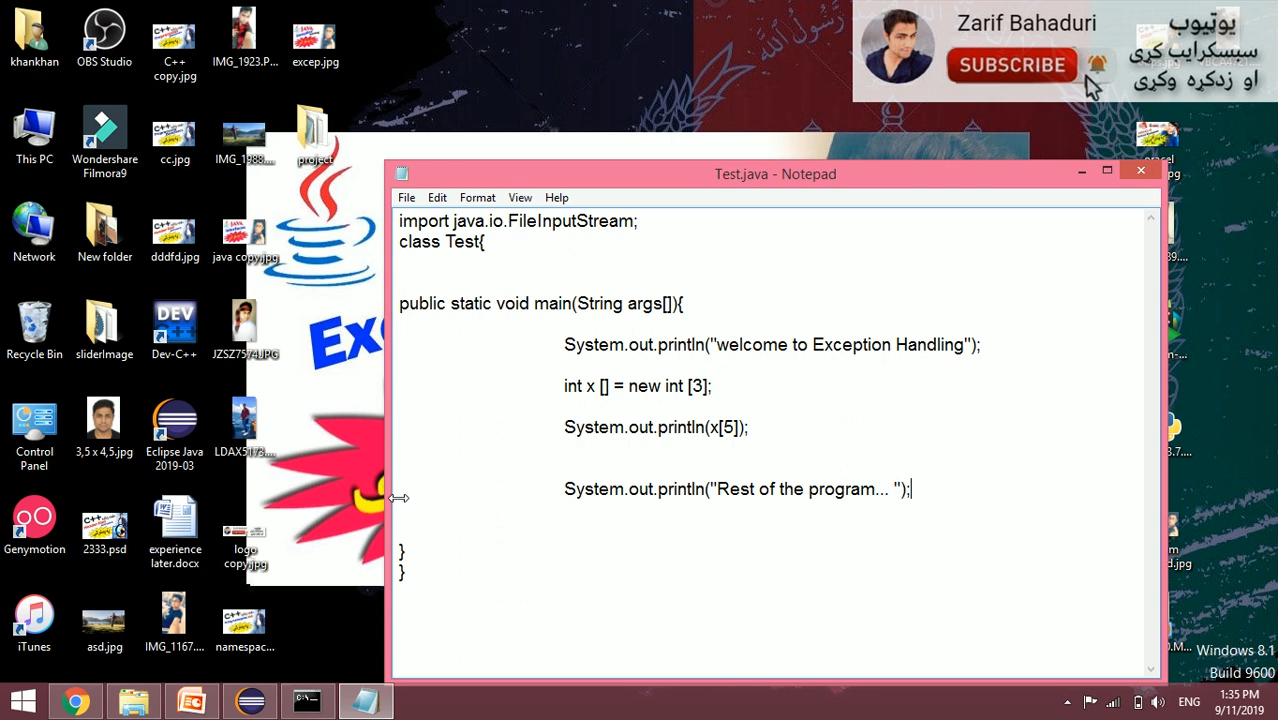 khankhan
OBS Studio
C++
copy.jpg
IMG_1923.P...
excep.jpg
Zarif Bahaduri
SUBSCRIBE
یوټیوب
سبسکرایب کړی
او زدکړه وکړی
This PC
Wondershare
Filmora9
cc.jpg
IMG_1988....
project
Network
New folder
dddfd.jpg
java copy.jpg
Recycle Bin
sliderImage
DEV
C++
Dev-C++
JZSZ7574.JPG
Control
Panel
3,5 x 4,5.jpg
Eclipse Java
2019-03
LDAX5173....
Genymotion
2333.psd
experience
later.docx
logo
copy.jpg
iTunes
asd.jpg
IMG_1167....
namespac...
Test.java - Notepad
File Edit Format View Help
import java.io.FileInputStream;
class Test{
public static void main(String args[]){
System.out.println("welcome to Exception Handling");
int x [] = new int [3];
System.out.println(x[5]);
System.out.println("Rest of the program... ");
}
}
Windows 8.1
Build 9600
ENG
1:35 PM
9/11/2019